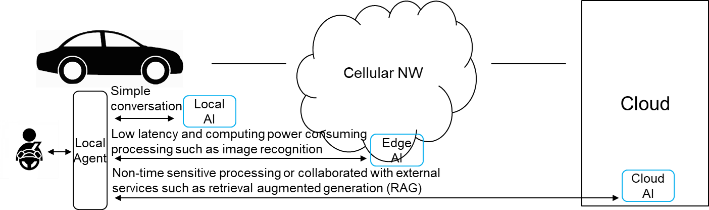 Cellular NW
Cloud
Simple
conversation
Local
AI
Local
Agent
Low latency and computing power consuming
processing such as image recognition
Edge
AI
Non-time sensitive processing or collaborated with external
services such as retrieval augmented generation (RAG)
Cloud
AI